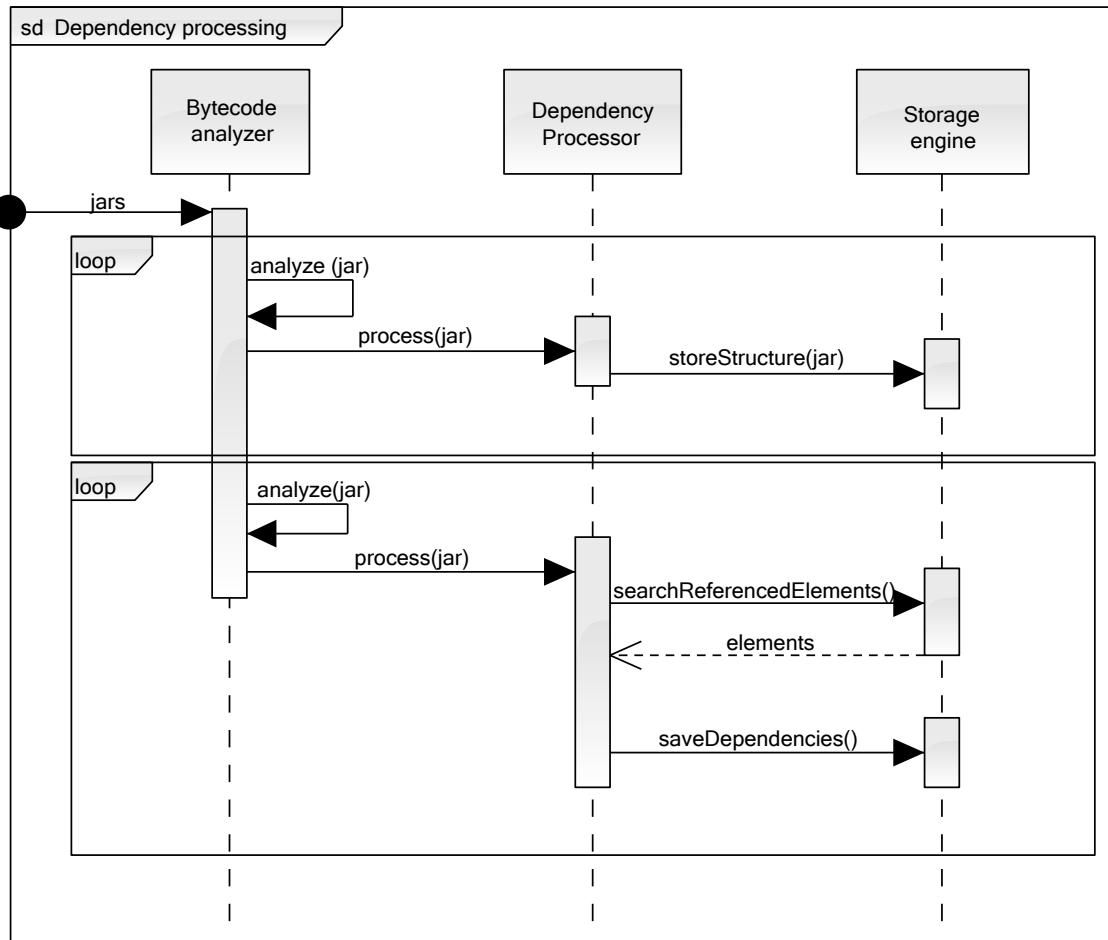 sd Dependency processing
Bytecode
analyzer
Dependency
Processor
Storage
engine
jars
loop
analyze (jar)
process(jar)
storeStructure(jar)
loop
analyze(jar)
process(jar)
searchReferencedElements()
elements
saveDependencies()